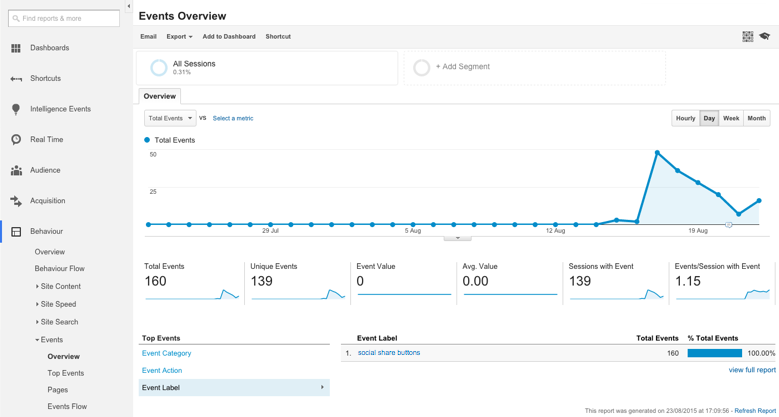 Find reports & more
Dashboards
Shortcuts
Intelligence Events
Real Time
Audience
Acquisition
Behaviour
Overview
Behaviour Flow
Site Content
Site Speed
Site Search
Events
Overview
Top Events
Pages
Events Flow
Events Overview
Email Export Add to Dashboard Shortcut
All Sessions
0.31%
+ Add Segment
Overview
Total Events VS Select a metric
Hourly Day Week Month
Total Events
50
25
29 Jul 5 Aug 12 Aug 19 Aug
Total Events Unique Events Event Value Avg. Value Sessions with Event Events/Session with Event
160 139 0 0.00 139 1.15
Top Events
Event Category
Event Action
Event Label
Event Label Total Events % Total Events
1. social share buttons 160 100.00%
view full report
This report was generated on 23/08/2015 at 17:09:56 - Refresh Report